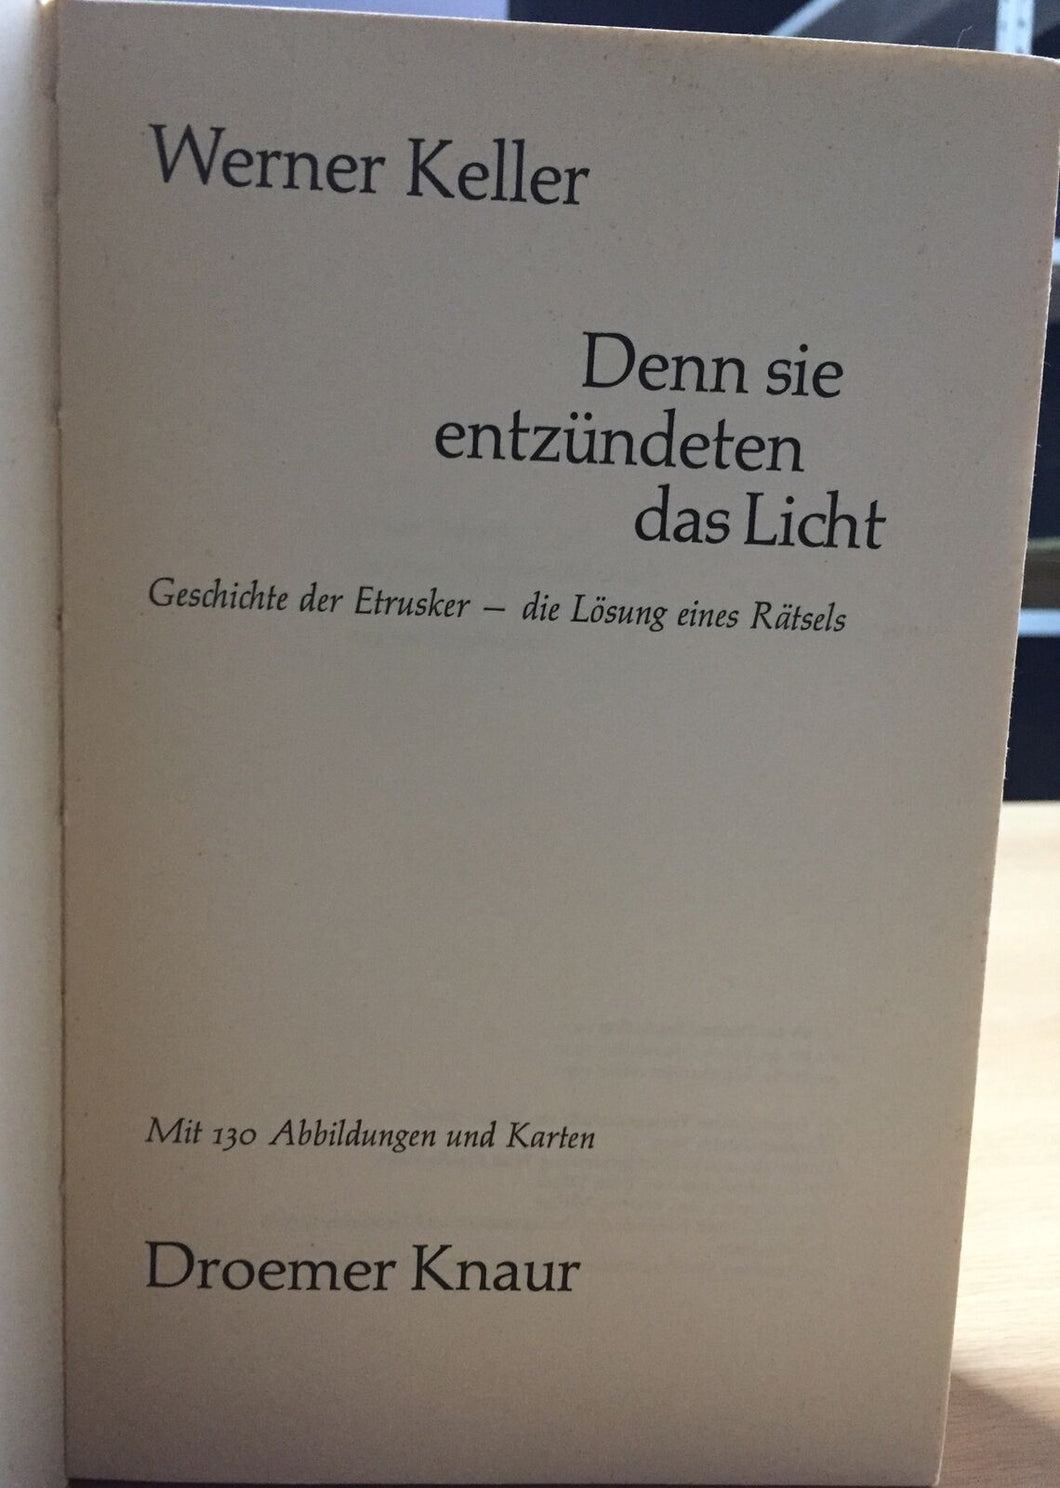 Werner Keller
Denn sie
entzündeten
das Licht
Geschichte der Etrusker – die Lösung eines Rätsels
Mit 130 Abbildungen und Karten
Droemer Knaur